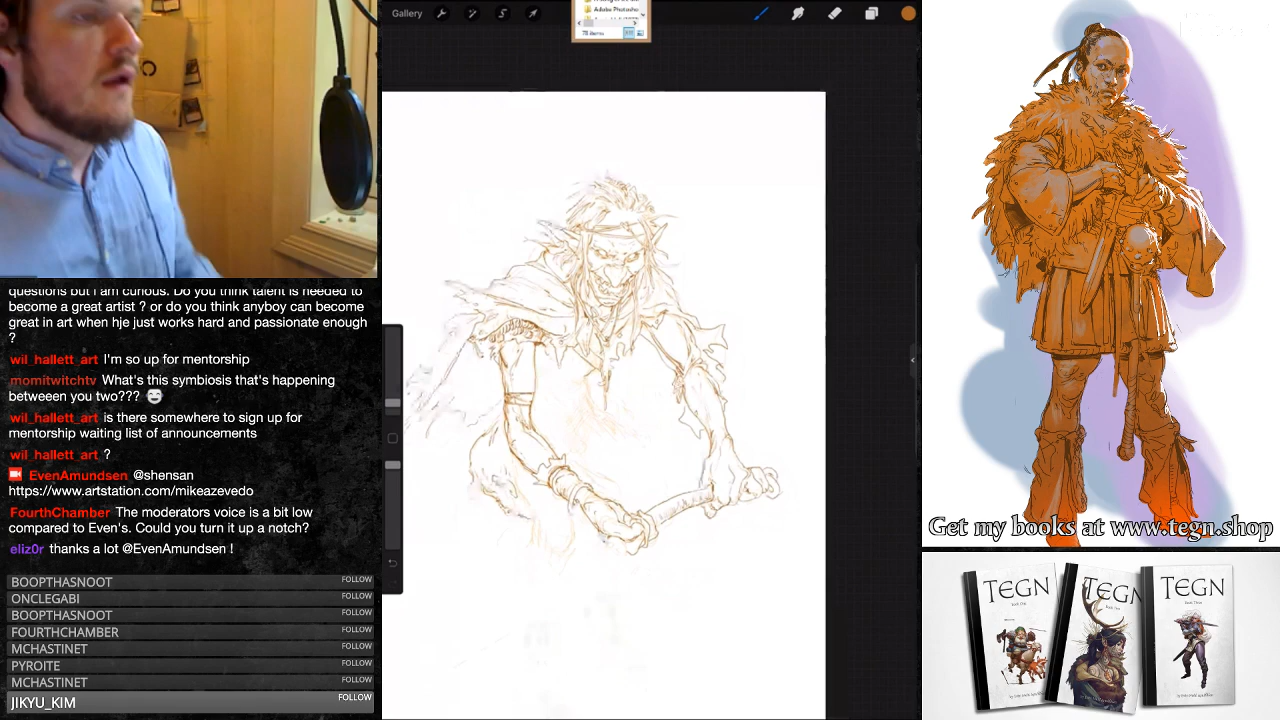 Gallery
Adobe Photosho
78 items
questions but i am curious. Do you think talent is needed to
become a great artist ? or do you think anyboy can become
great in art when hje just works hard and passionate enough
?
wil_hallett_art I'm so up for mentorship
momitwitchtv What's this symbiosis that's happening
betweeen you two???
wil_hallett_art is there somewhere to sign up for
mentorship waiting list of announcements
wil_hallett_art ?
EvenAmundsen @shensan
https://www.artstation.com/mikeazevedo
FourthChamber The moderators voice is a bit low
compared to Even's. Could you turn it up a notch?
eliz0r thanks a lot @EvenAmundsen !
BOOPTHASNOOT FOLLOW
ONCLEGABI FOLLOW
BOOPTHASNOOT FOLLOW
FOURTHCHAMBER FOLLOW
MCHASTINET FOLLOW
PYROITE FOLLOW
MCHASTINET FOLLOW
JIKYU_KIM FOLLOW
Get my books at www.tegn.shop
TEGN
TEGN
TEGN